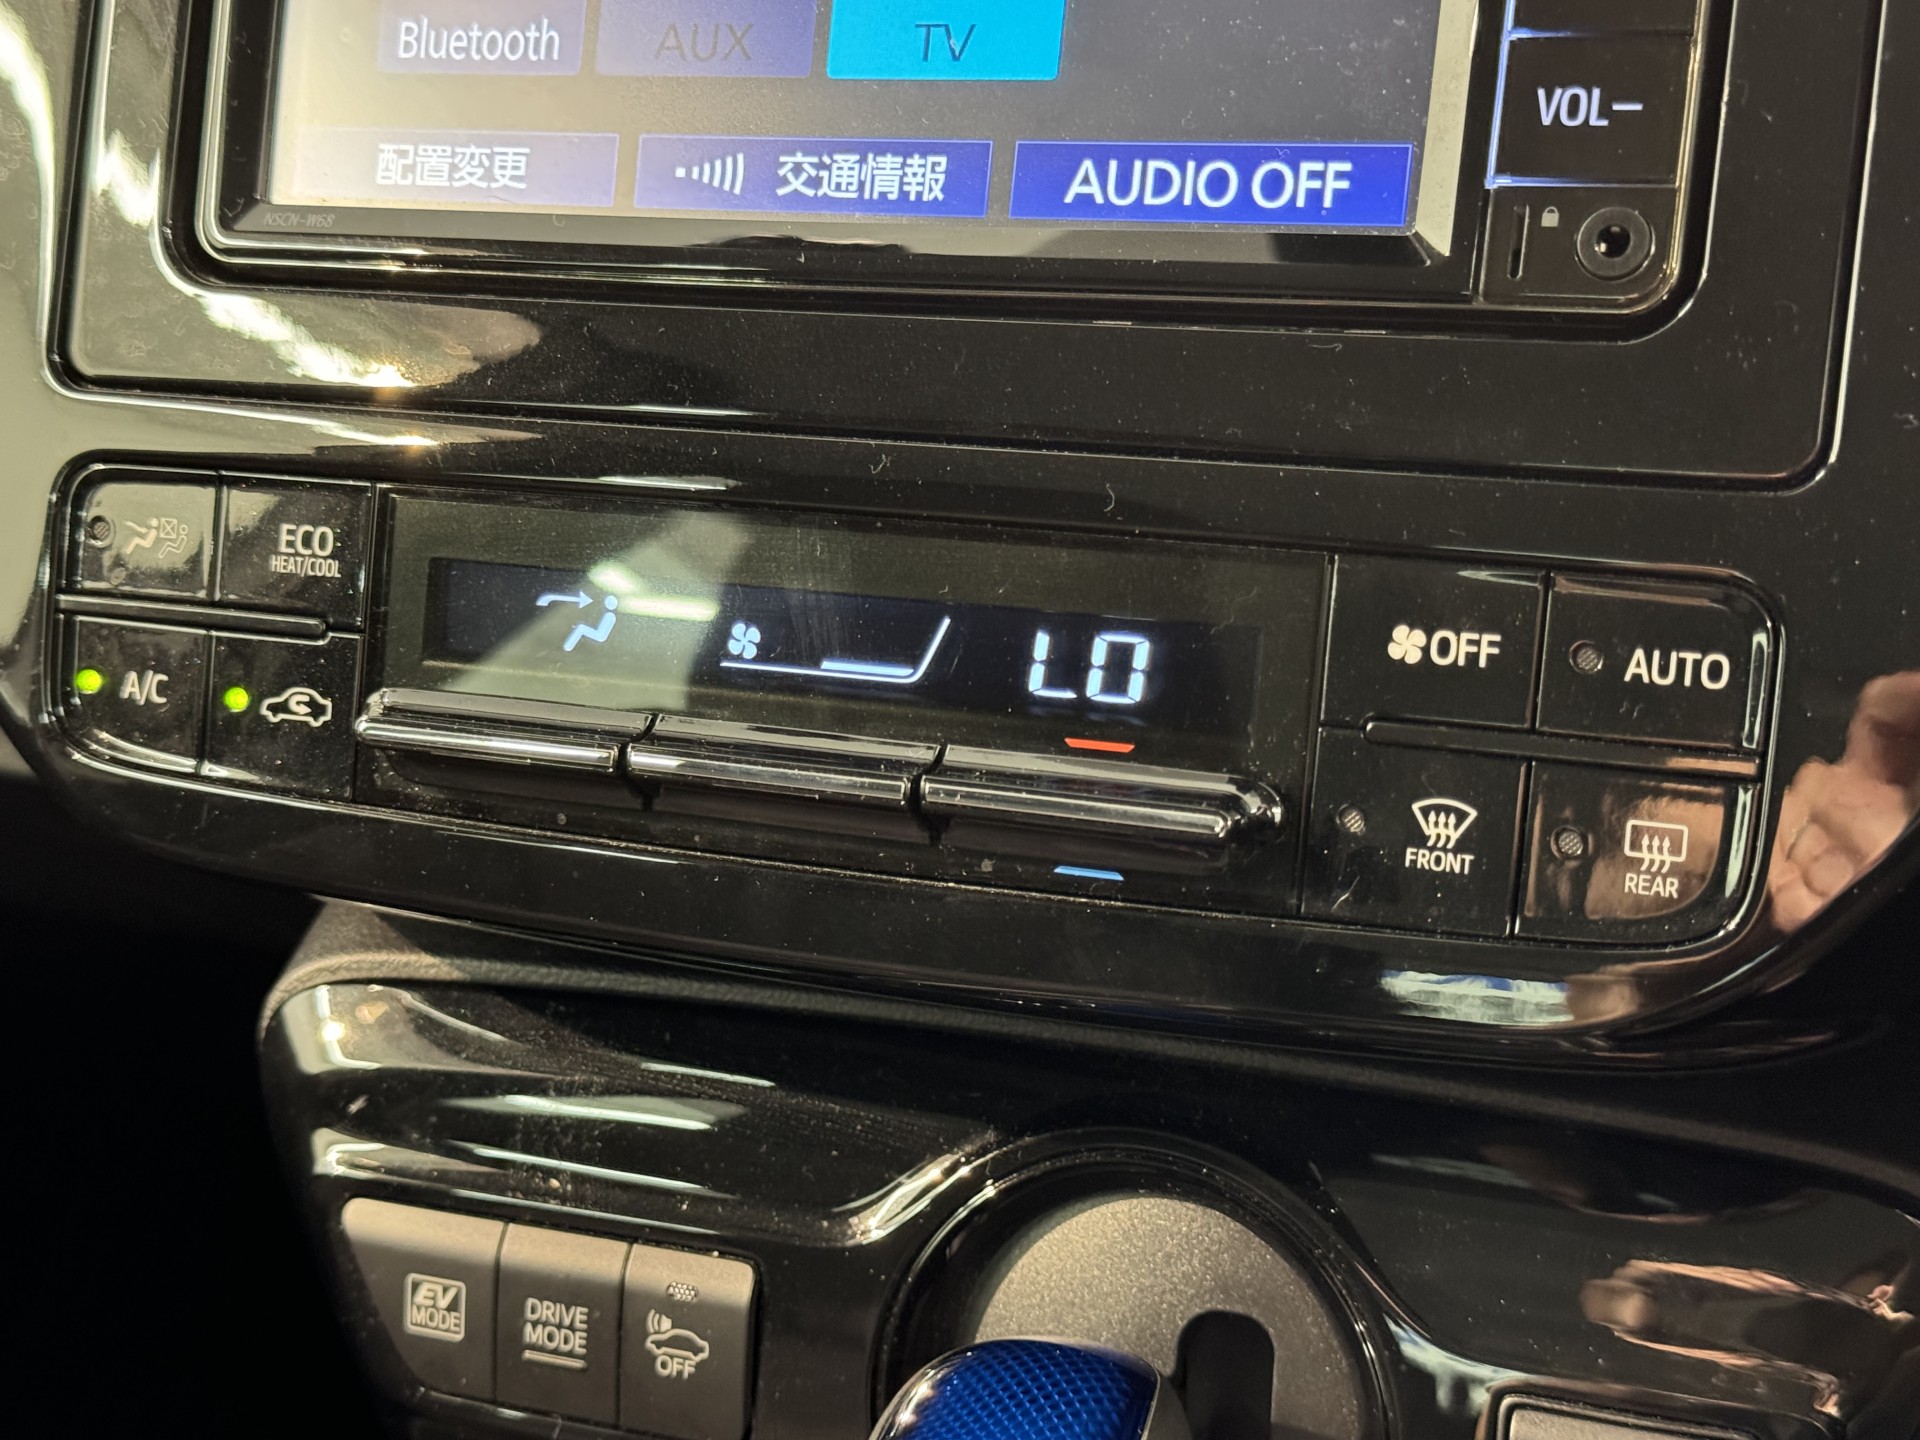 Bluetooth
AUX
TV
VOL−
配置変更
交通情報
AUDIO OFF
NSCN-W68
ECO
HEAT/COOL
A/C
LO
OFF
AUTO
FRONT
REAR
EV
MODE
DRIVE
MODE
OFF